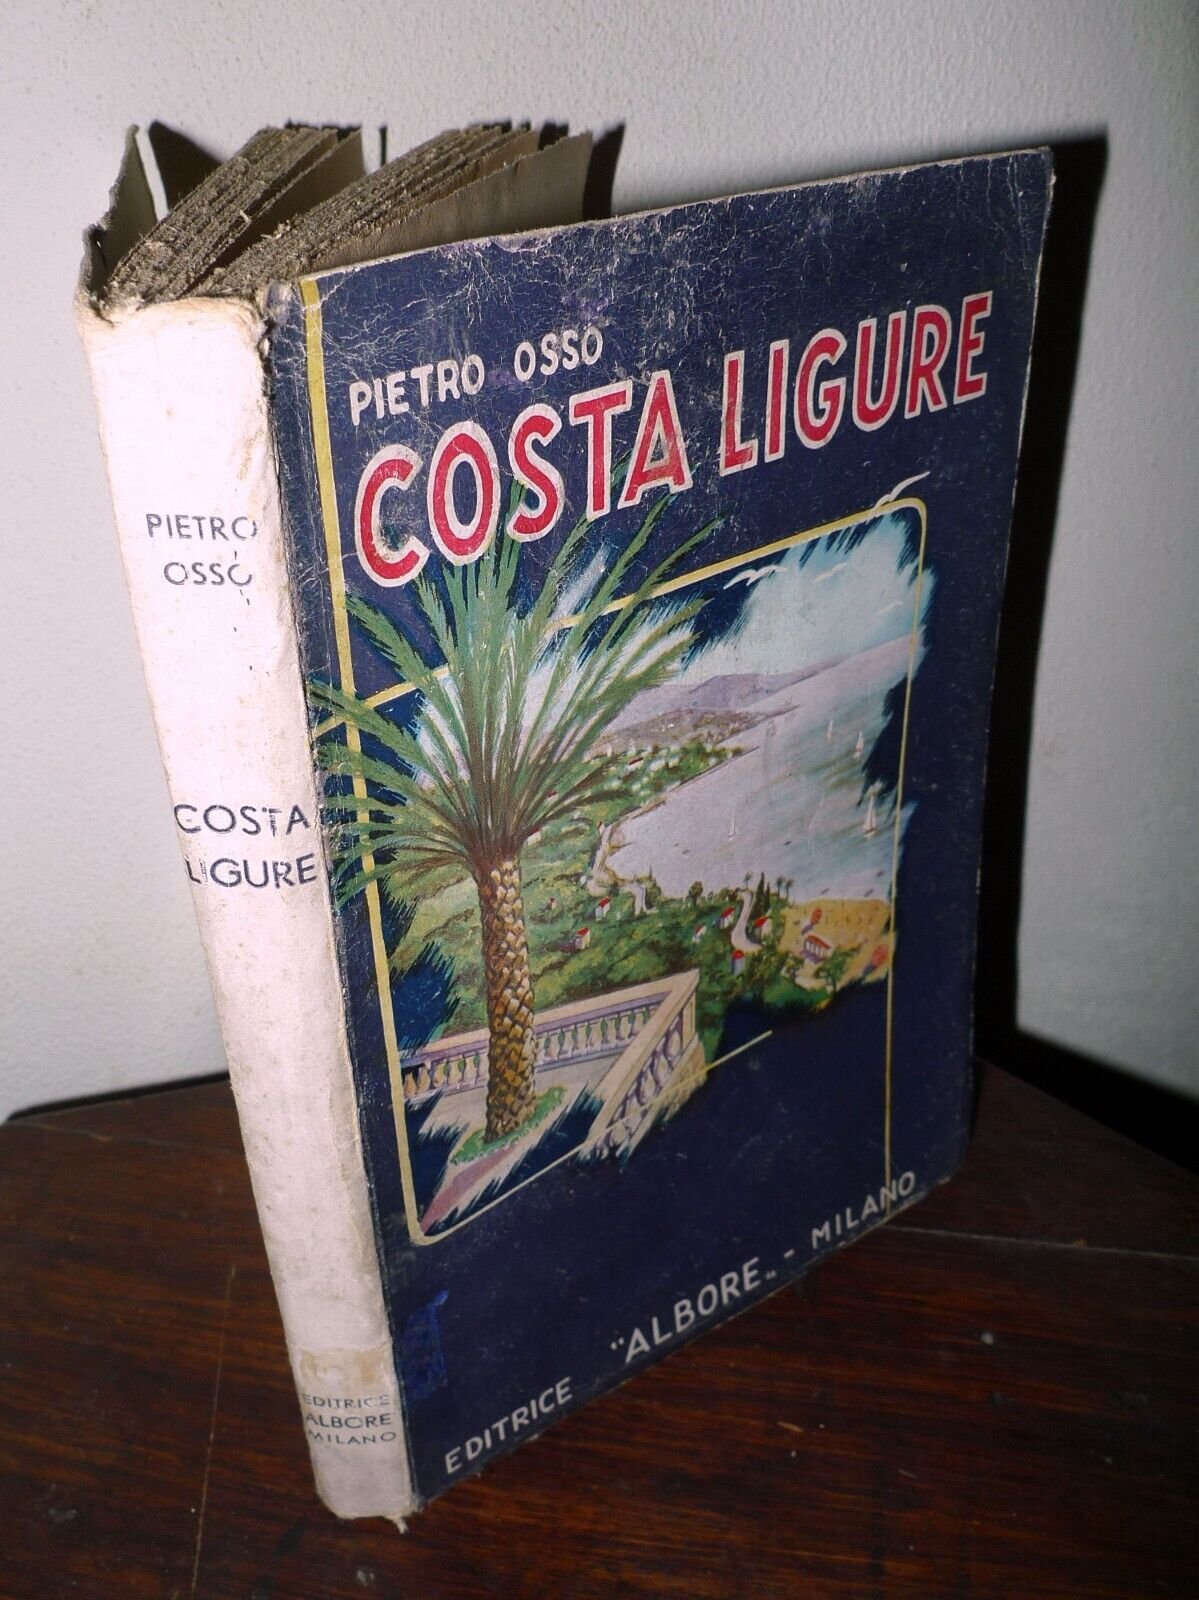 PIETRO OSSO
COSTA LIGURE
EDITRICE "ALBORE" - MILANO
PIETRO
OSSO
COSTA
LIGURE
EDITRICE
ALBORE
MILANO